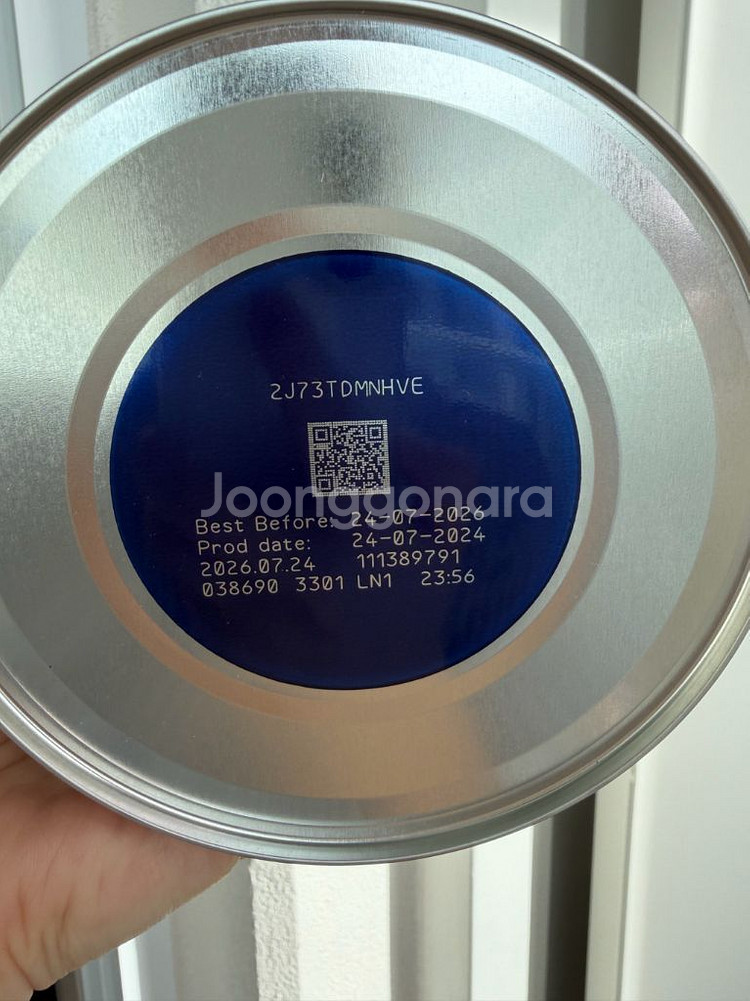 2J73TDMNHVE
Joonggonara
Best Before: 24-07-2026
Prod date: 24-07-2024
2026.07.24 111389791
038690 3301 LN1 23:56